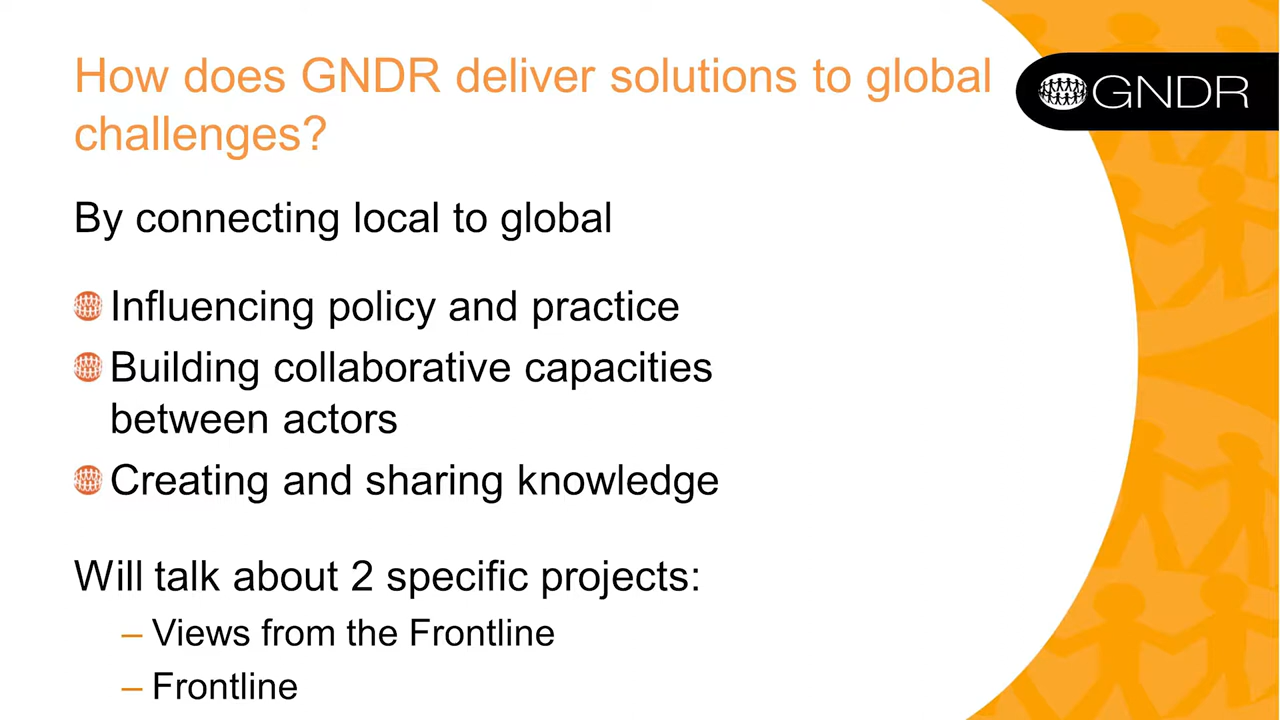 How does GNDR deliver solutions to global
challenges?
GNDR
By connecting local to global
Influencing policy and practice
Building collaborative capacities
between actors
Creating and sharing knowledge
Will talk about 2 specific projects:
– Views from the Frontline
– Frontline